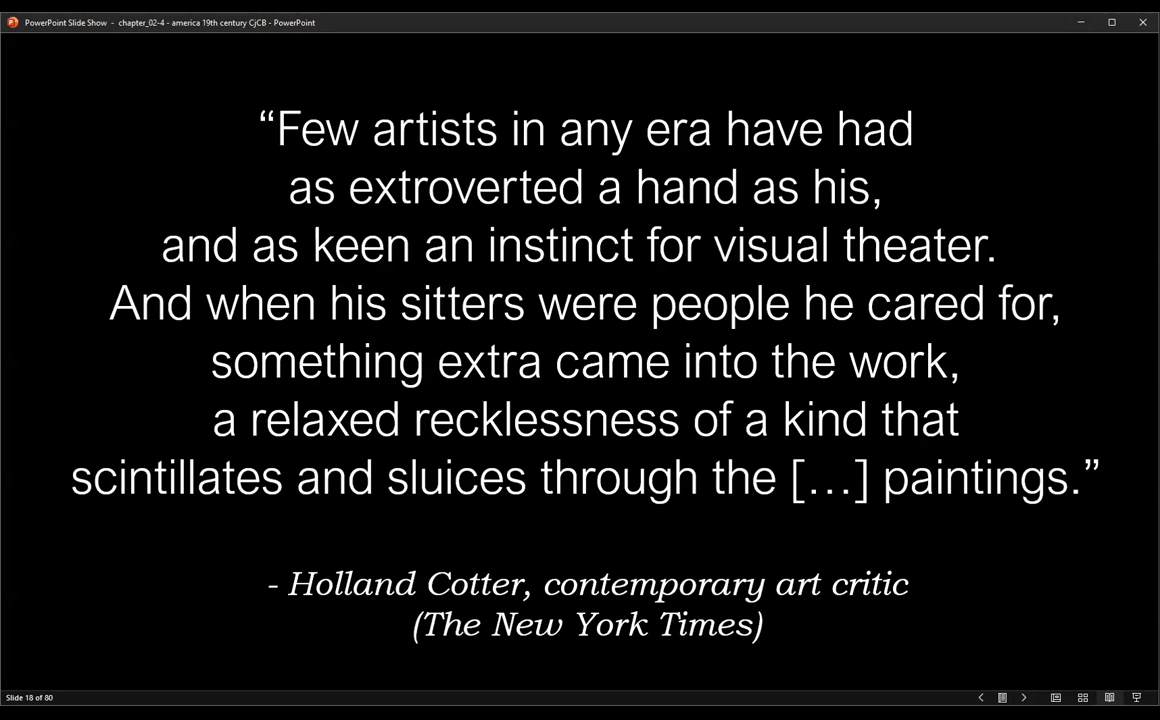 PowerPoint Slide Show - chapter_02-4 - america 19th century CjCB - PowerPoint
“Few artists in any era have had
as extroverted a hand as his,
and as keen an instinct for visual theater.
And when his sitters were people he cared for,
something extra came into the work,
a relaxed recklessness of a kind that
scintillates and sluices through the […] paintings.”
- Holland Cotter, contemporary art critic
(The New York Times)
Slide 18 of 80